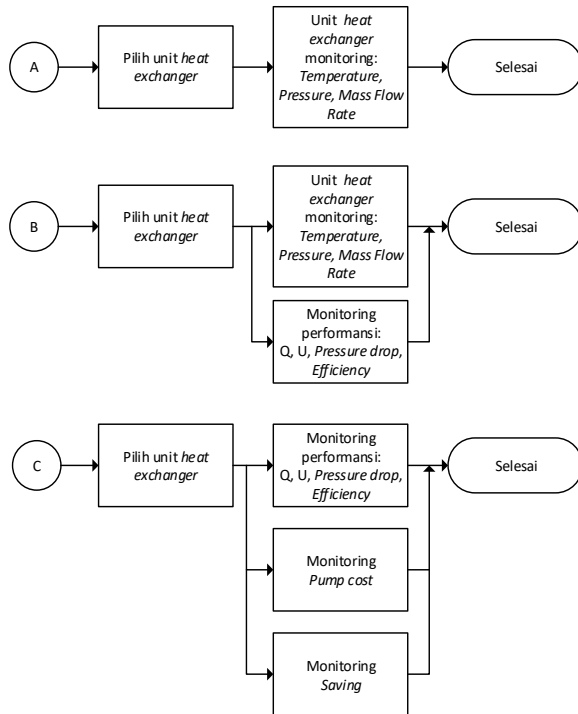 A
Pilih unit heat
exchanger
Unit heat
exchanger
monitoring:
Temperature,
Pressure, Mass Flow
Rate
Selesai
B
Pilih unit heat
exchanger
Unit heat
exchanger
monitoring:
Temperature,
Pressure, Mass Flow
Rate
Selesai
Monitoring
performansi:
Q, U, Pressure drop,
Efficiency
C
Pilih unit heat
exchanger
Monitoring
performansi:
Q, U, Pressure drop,
Efficiency
Selesai
Monitoring
Pump cost
Monitoring
Saving